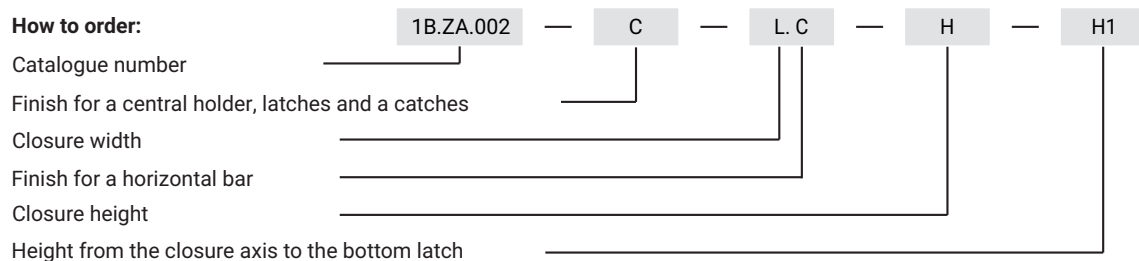 How to order: 1B.ZA.002 — C — L. C — H — H1
Catalogue number
Finish for a central holder, latches and a catches
Closure width
Finish for a horizontal bar
Closure height
Height from the closure axis to the bottom latch